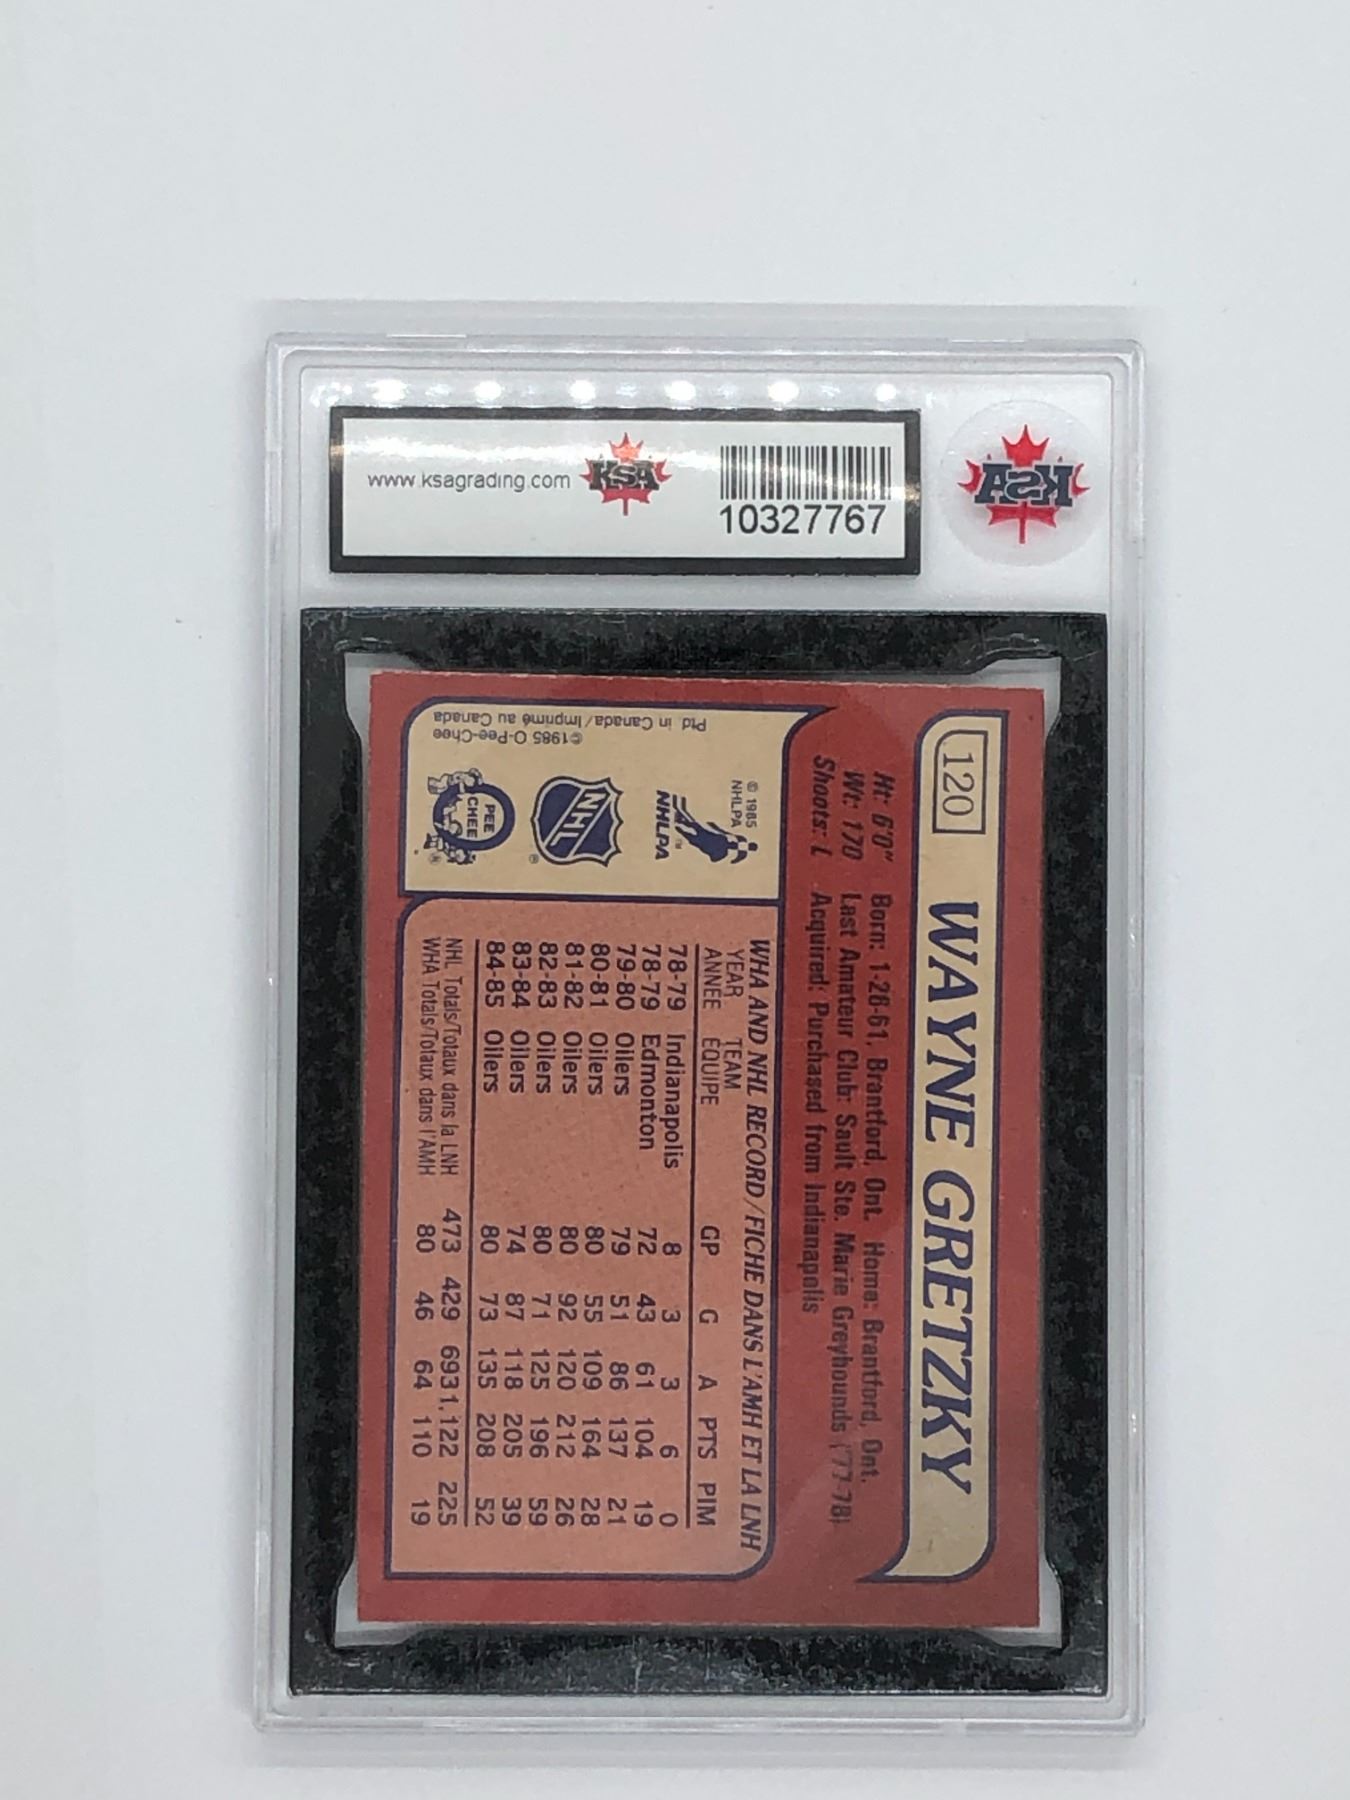 www.ksagrading.com
KSA
10327767
KSA
120
WAYNE GRETZKY
Ht: 6'0" Born: 1-26-61, Brantford, Ont. Home: Brantford, Ont.
Wt: 170 Last Amateur Club: Sault Ste. Marie Greyhounds ('77-78)
Shoots: L Acquired: Purchased from Indianapolis
© 1985
NHLPA
NHLPA
TM
NHL
®
O
PEE
CHEE
®
©1985 O-Pee-Chee
Ptd. in Canada/Imprimé au Canada
WHA AND NHL RECORD/FICHE DANS L'AMH ET LA LNH
YEAR TEAM
ANNEE EQUIPE GP G A PTS PIM
78-79 Indianapolis 8 3 3 6 0
78-79 Edmonton 72 43 61 104 19
79-80 Oilers 79 51 86 137 21
80-81 Oilers 80 55 109 164 28
81-82 Oilers 80 92 120 212 26
82-83 Oilers 80 71 125 196 59
83-84 Oilers 74 87 118 205 39
84-85 Oilers 80 73 135 208 52
NHL Totals/Totaux dans la LNH 473 429 693 1,122 225
WHA Totals/Totaux dans l'AMH 80 46 64 110 19